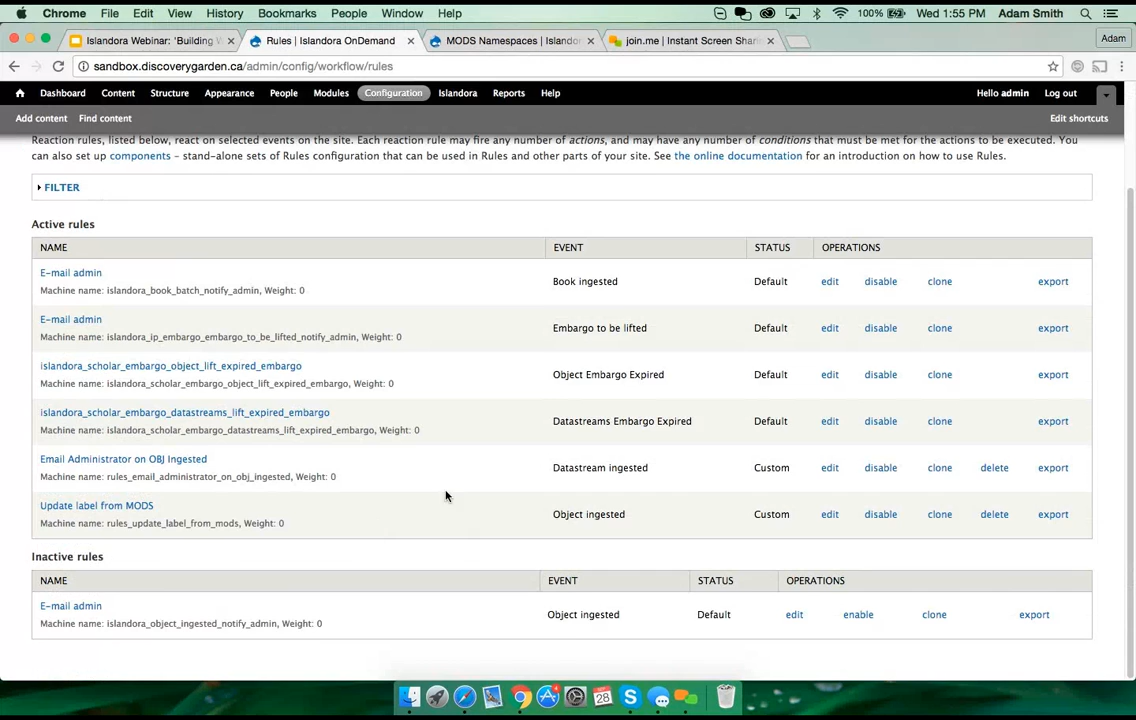 Chrome File Edit View History Bookmarks People Window Help 100% Wed 1:55 PM Adam Smith
Islandora Webinar: 'Building W Rules | Islandora OnDemand MODS Namespaces | Islando join.me | Instant Screen Shari Adam
sandbox.discoverygarden.ca/admin/config/workflow/rules
Dashboard Content Structure Appearance People Modules Configuration Islandora Reports Help Hello admin Log out
Add content Find content Edit shortcuts
Reaction rules, listed below, react on selected events on the site. Each reaction rule may fire any number of actions, and may have any number of conditions that must be met for the actions to be executed. You
can also set up components – stand-alone sets of Rules configuration that can be used in Rules and other parts of your site. See the online documentation for an introduction on how to use Rules.
FILTER
Active rules
NAME EVENT STATUS OPERATIONS
E-mail admin
Machine name: islandora_book_batch_notify_admin, Weight: 0 Book ingested Default edit disable clone export
E-mail admin
Machine name: islandora_ip_embargo_embargo_to_be_lifted_notify_admin, Weight: 0 Embargo to be lifted Default edit disable clone export
islandora_scholar_embargo_object_lift_expired_embargo
Machine name: islandora_scholar_embargo_object_lift_expired_embargo, Weight: 0 Object Embargo Expired Default edit disable clone export
islandora_scholar_embargo_datastreams_lift_expired_embargo
Machine name: islandora_scholar_embargo_datastreams_lift_expired_embargo, Weight: 0 Datastreams Embargo Expired Default edit disable clone export
Email Administrator on OBJ Ingested
Machine name: rules_email_administrator_on_obj_ingested, Weight: 0 Datastream ingested Custom edit disable clone delete export
Update label from MODS
Machine name: rules_update_label_from_mods, Weight: 0 Object ingested Custom edit disable clone delete export
Inactive rules
NAME EVENT STATUS OPERATIONS
E-mail admin
Machine name: islandora_object_ingested_notify_admin, Weight: 0 Object ingested Default edit enable clone export
28